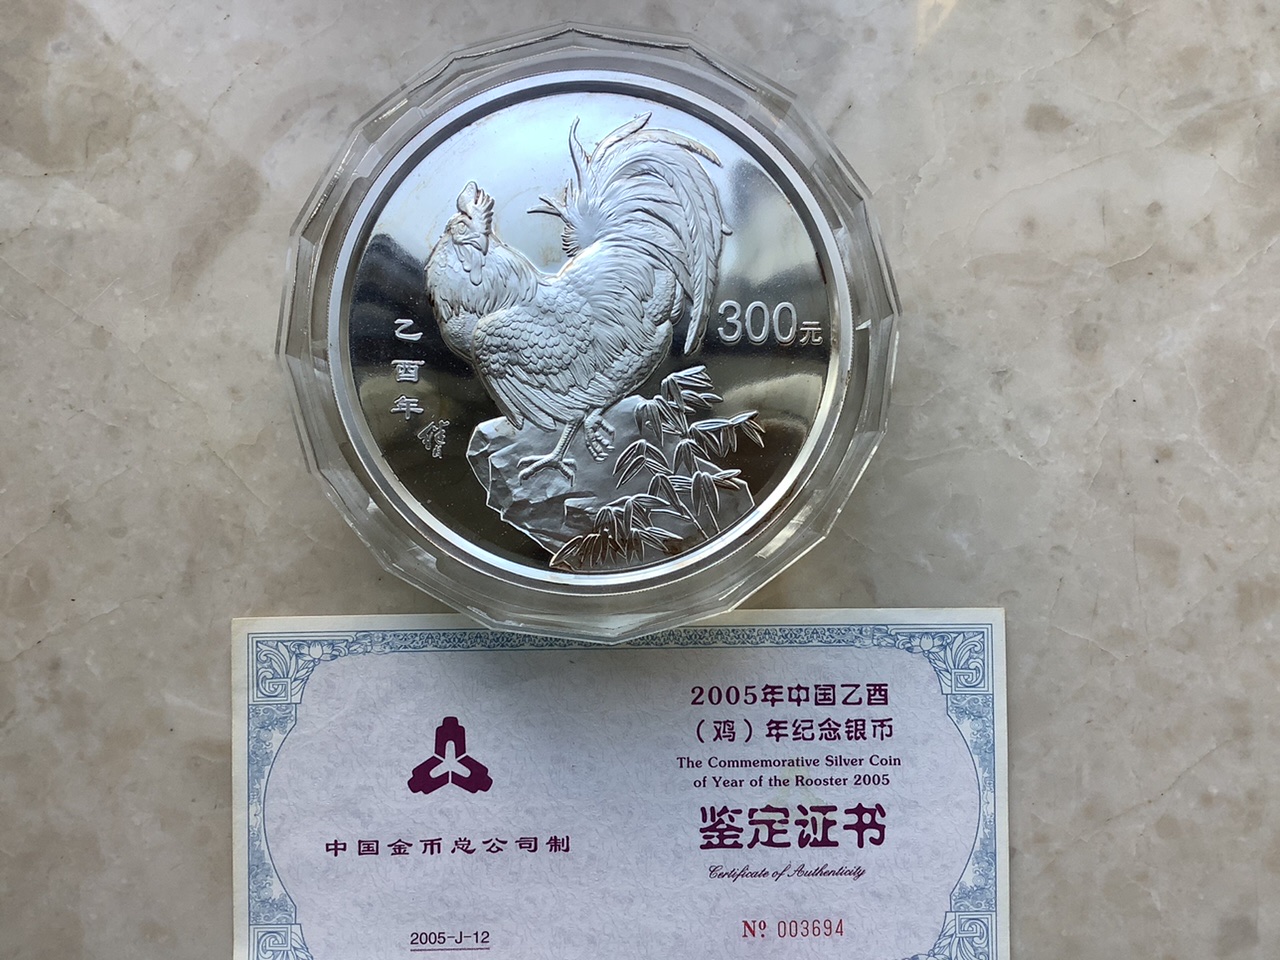 300元
乙酉年
2005年中国乙酉
（鸡）年纪念银币
The Commemorative Silver Coin
of Year of the Rooster 2005
鉴定证书
Certificate of Authenticity
中国金币总公司制
2005-J-12
Nº 003694